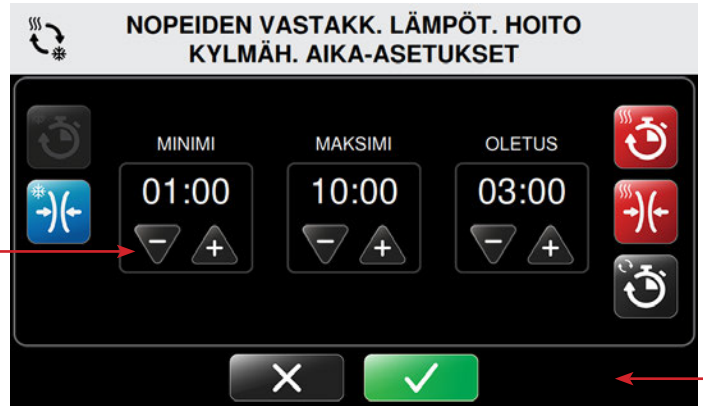 NOPEIDEN VASTAKK. LÄMPÖT. HOITO
KYLMÄH. AIKA-ASETUKSET
MINIMI MAKSIMI OLETUS
01:00 10:00 03:00
− + − + − +